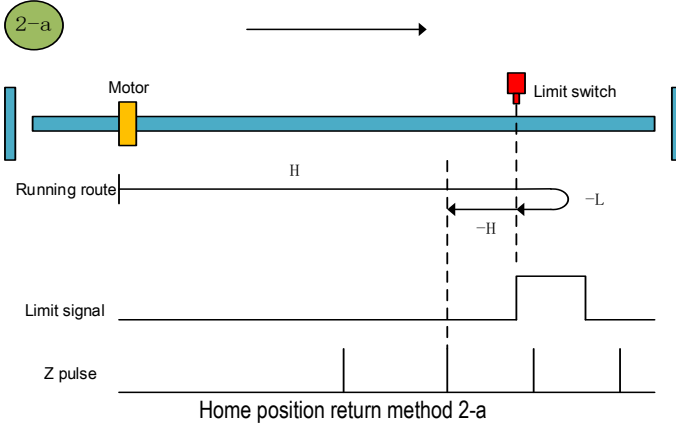 2-a
Motor
Limit switch
H
Running route
-L
-H
Limit signal
Z pulse
Home position return method 2-a